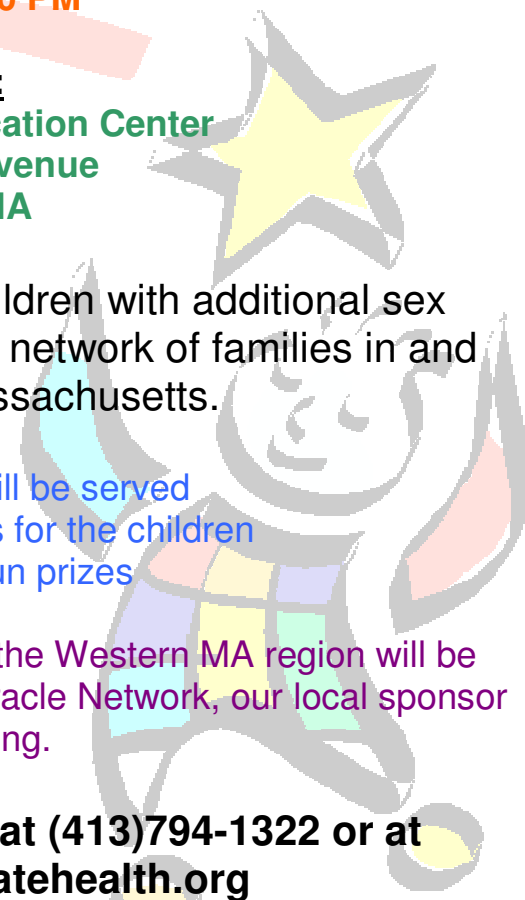 0 PM
:
cation Center
venue
MA
ldren with additional sex
network of families in and
ssachusetts.
ill be served
s for the children
un prizes
the Western MA region will be
tacle Network, our local sponsor
ng.
at (413)794-1322 or at
atehealth.org